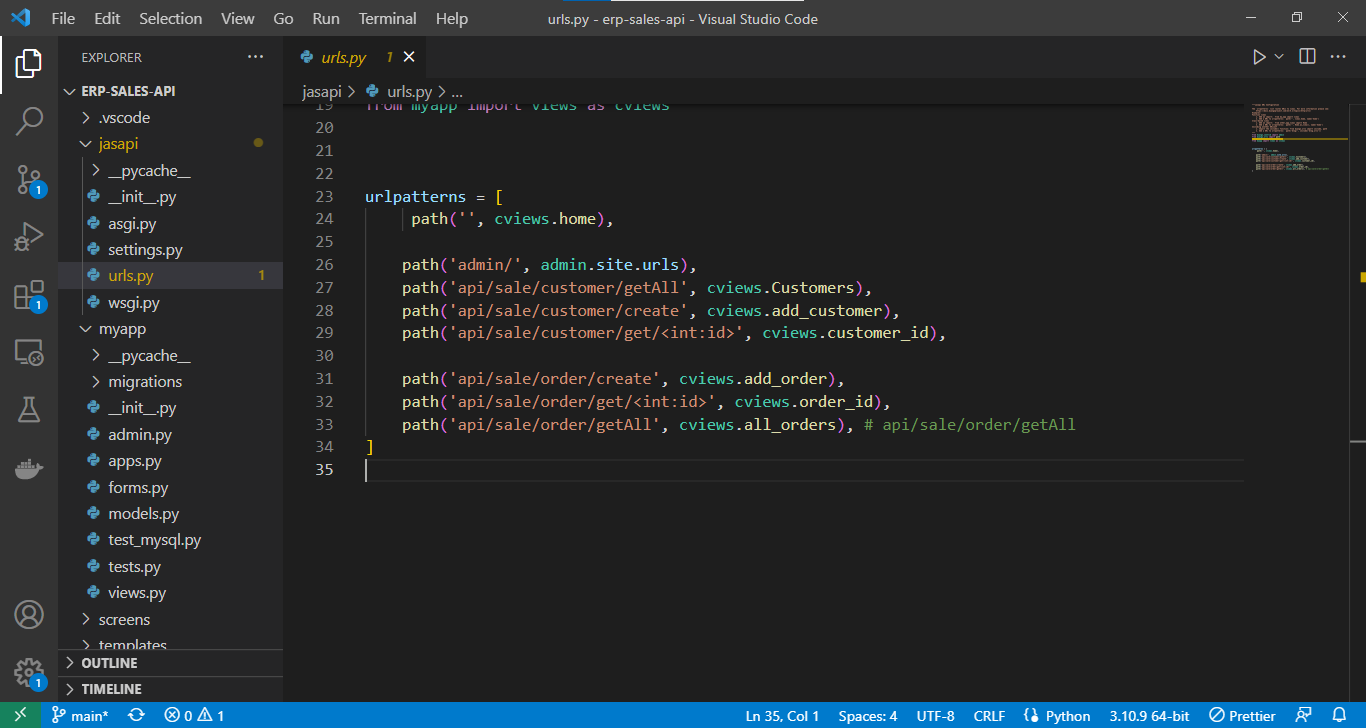 File Edit Selection View Go Run Terminal Help
urls.py - erp-sales-api - Visual Studio Code
EXPLORER
ERP-SALES-API
.vscode
jasapi
__pycache__
__init__.py
asgi.py
settings.py
urls.py 1
wsgi.py
myapp
__pycache__
migrations
__init__.py
admin.py
apps.py
forms.py
models.py
test_mysql.py
tests.py
views.py
screens
templates
OUTLINE
TIMELINE
1
1
1
urls.py 1
jasapi > urls.py > ...
19 from myapp import views as cviews
20
21
22
23 urlpatterns = [
24 path('', cviews.home),
25
26 path('admin/', admin.site.urls),
27 path('api/sale/customer/getAll', cviews.Customers),
28 path('api/sale/customer/create', cviews.add_customer),
29 path('api/sale/customer/get/<int:id>', cviews.customer_id),
30
31 path('api/sale/order/create', cviews.add_order),
32 path('api/sale/order/get/<int:id>', cviews.order_id),
33 path('api/sale/order/getAll', cviews.all_orders), # api/sale/order/getAll
34 ]
35
main* 0 1 Ln 35, Col 1 Spaces: 4 UTF-8 CRLF Python 3.10.9 64-bit Prettier